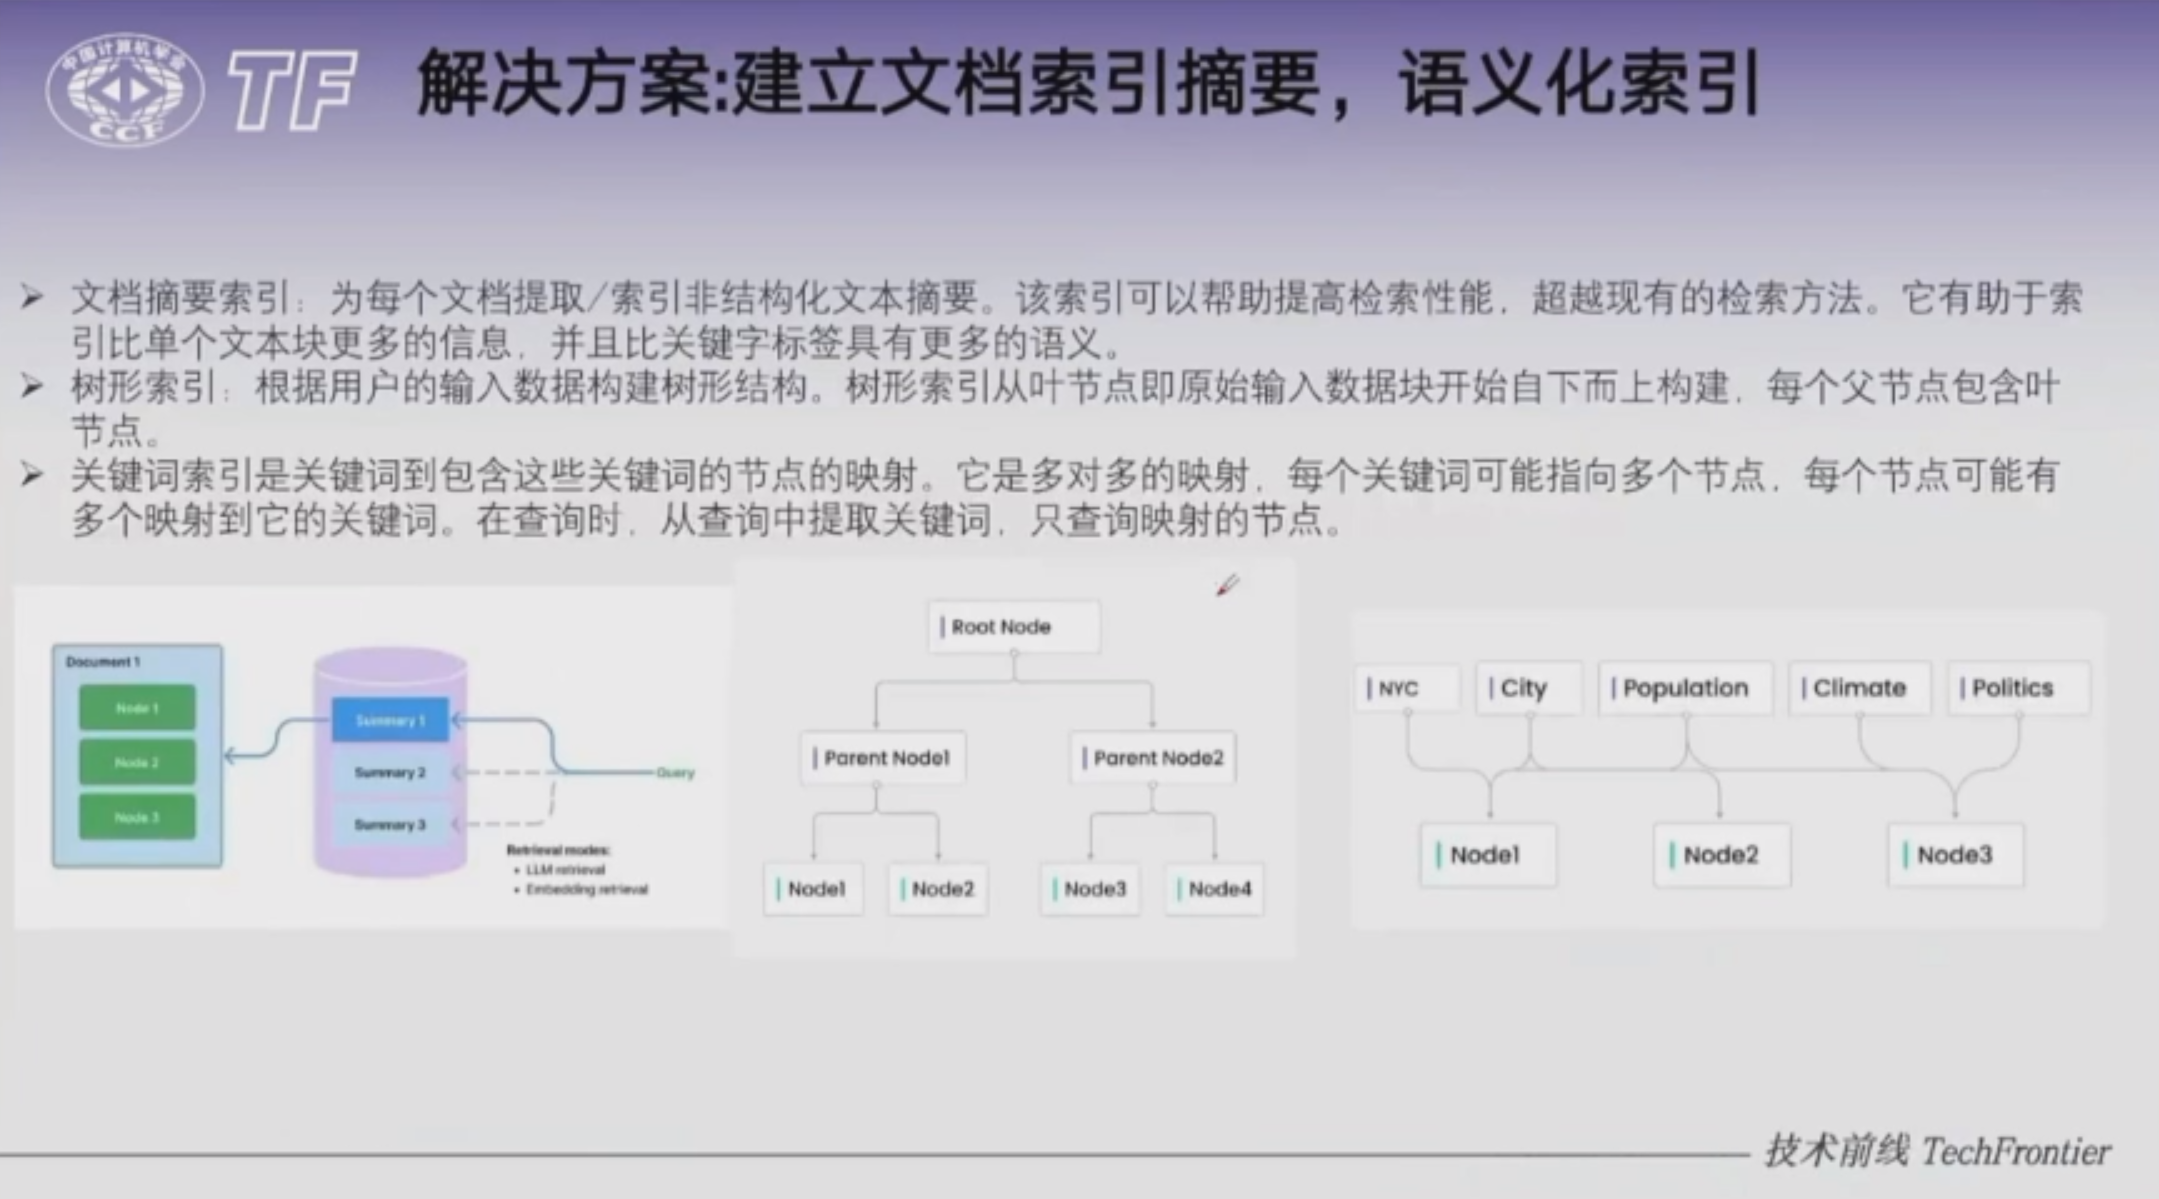 中国计算机学会
CCF
TF
解决方案:建立文档索引摘要，语义化索引
➢ 文档摘要索引：为每个文档提取/索引非结构化文本摘要。该索引可以帮助提高检索性能，超越现有的检索方法。它有助于索
引比单个文本块更多的信息，并且比关键字标签具有更多的语义。
➢ 树形索引：根据用户的输入数据构建树形结构。树形索引从叶节点即原始输入数据块开始自下而上构建，每个父节点包含叶
节点。
➢ 关键词索引是关键词到包含这些关键词的节点的映射。它是多对多的映射，每个关键词可能指向多个节点，每个节点可能有
多个映射到它的关键词。在查询时，从查询中提取关键词，只查询映射的节点。
Document 1
Node 1
Node 2
Node 3
Summary 1
Summary 2
Summary 3
Query
Retrieval modes:
• LLM retrieval
• Embedding retrieval
Root Node
Parent Node1
Parent Node2
Node1
Node2
Node3
Node4
NYC
City
Population
Climate
Politics
Node1
Node2
Node3
技术前线 TechFrontier